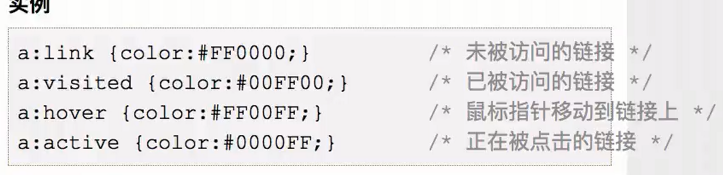 实例
a:link {color:#FF0000;} /* 未被访问的链接 */
a:visited {color:#00FF00;} /* 已被访问的链接 */
a:hover {color:#FF00FF;} /* 鼠标指针移动到链接上 */
a:active {color:#0000FF;} /* 正在被点击的链接 */